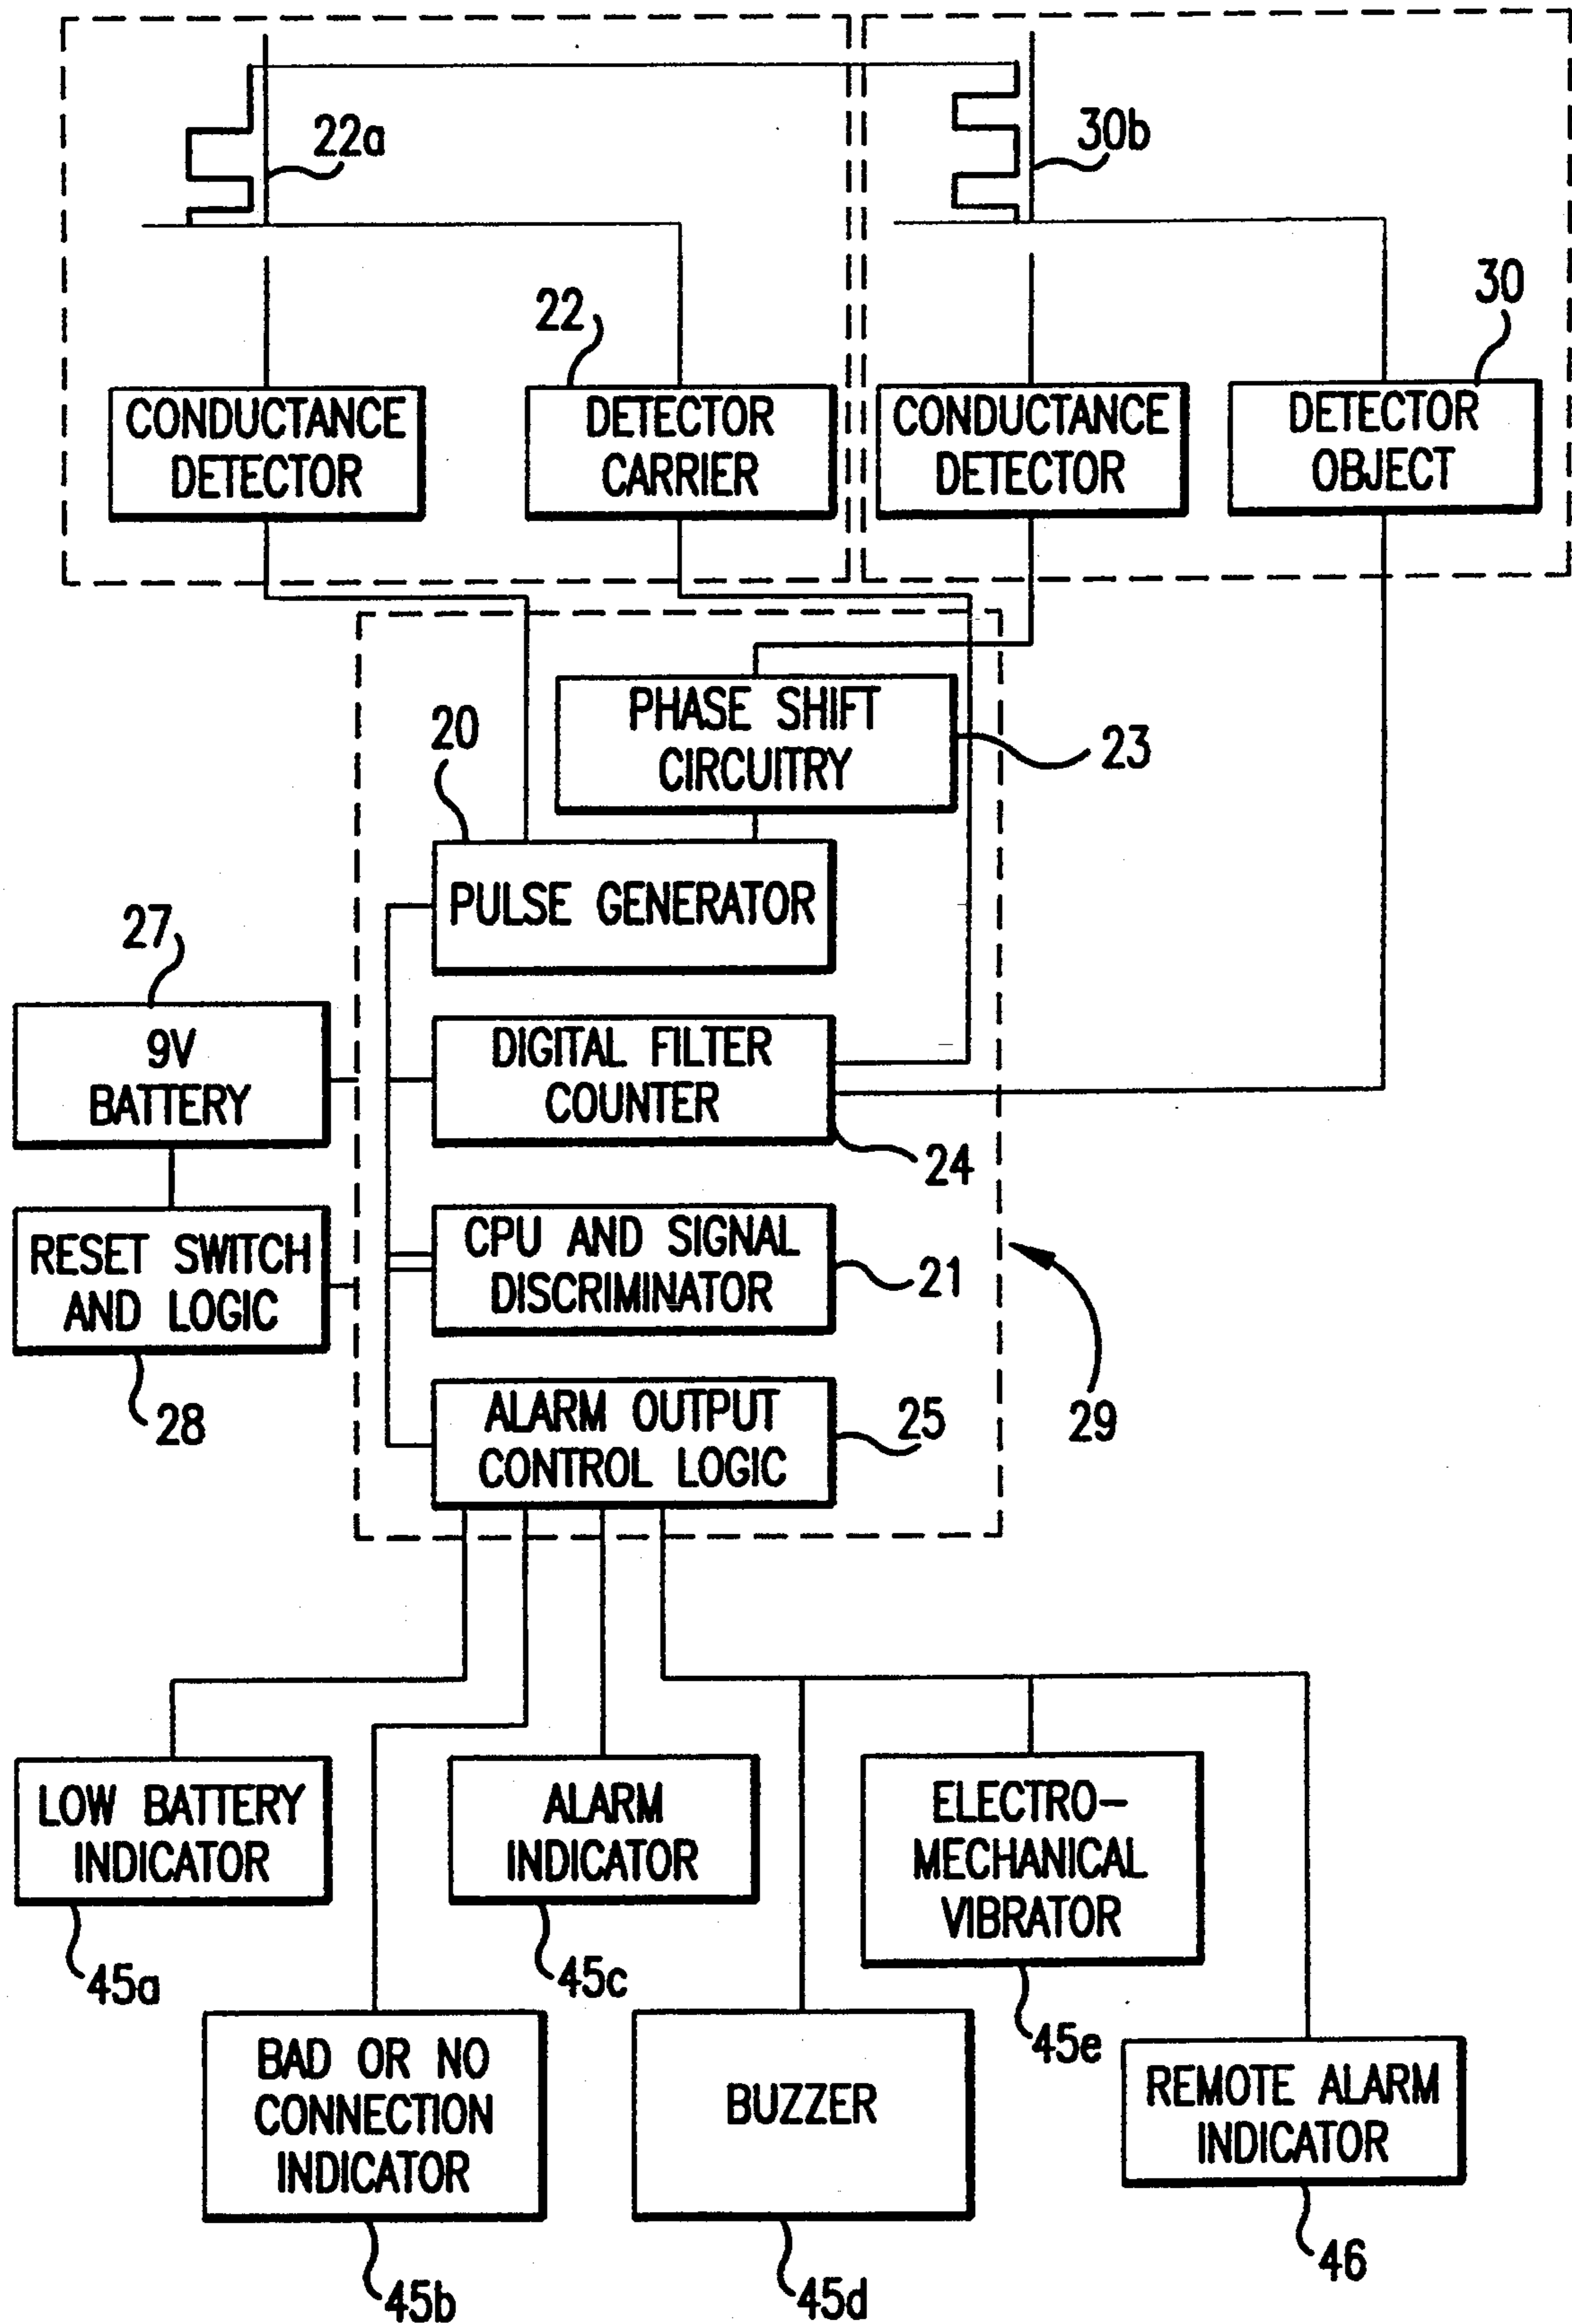 22a
30b
22
30
CONDUCTANCE
DETECTOR
DETECTOR
CARRIER
CONDUCTANCE
DETECTOR
DETECTOR
OBJECT
PHASE SHIFT
CIRCUITRY
23
20
PULSE GENERATOR
27
9V
BATTERY
DIGITAL FILTER
COUNTER
24
RESET SWITCH
AND LOGIC
28
CPU AND SIGNAL
DISCRIMINATOR
21
29
ALARM OUTPUT
CONTROL LOGIC
25
LOW BATTERY
INDICATOR
45a
ALARM
INDICATOR
45c
ELECTRO-
MECHANICAL
VIBRATOR
45e
BAD OR NO
CONNECTION
INDICATOR
45b
BUZZER
45d
REMOTE ALARM
INDICATOR
46